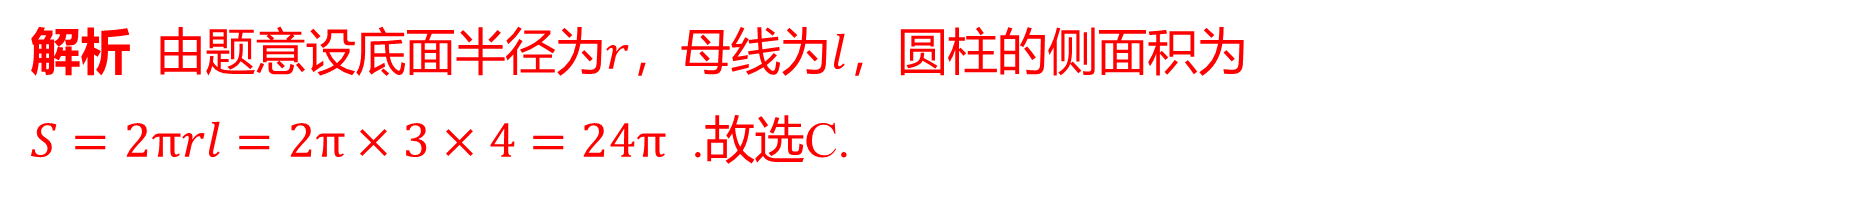 解析 由题意设底面半径为r，母线为l，圆柱的侧面积为
S = 2πrl = 2π × 3 × 4 = 24π .故选C.